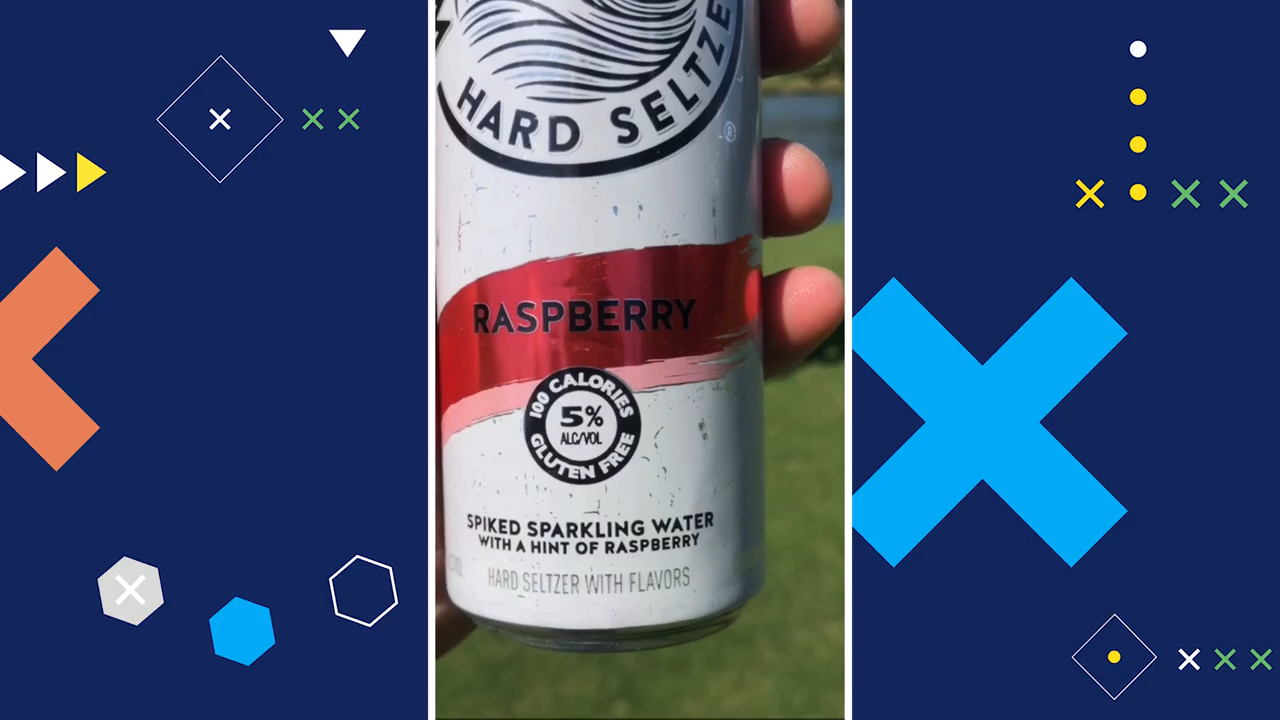 HARD SELTZE
®
RASPBERRY
100 CALORIES
5%
ALC/VOL
GLUTEN FREE
SPIKED SPARKLING WATER
WITH A HINT OF RASPBERRY
HARD SELTZER WITH FLAVORS